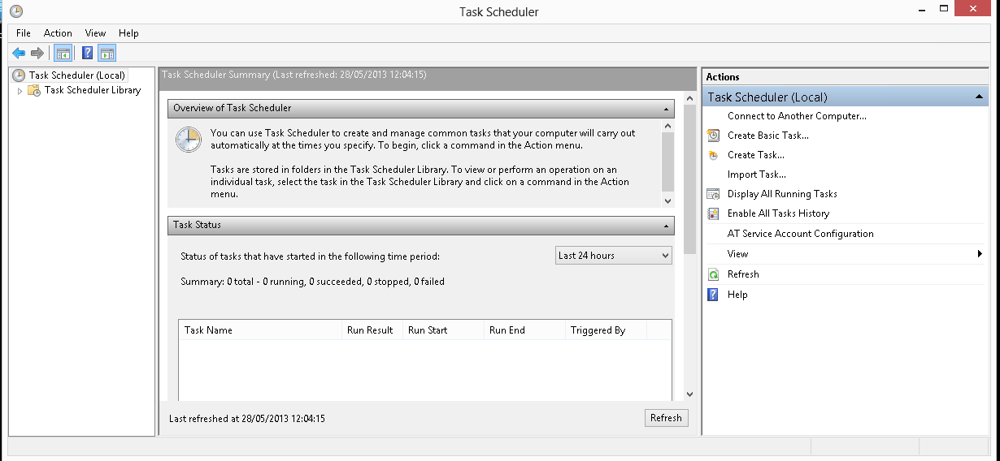 Task Scheduler
File Action View Help
Task Scheduler (Local)
Task Scheduler Library
Task Scheduler Summary (Last refreshed: 28/05/2013 12:04:15)
Overview of Task Scheduler
You can use Task Scheduler to create and manage common tasks that your computer will carry out
automatically at the times you specify. To begin, click a command in the Action menu.
Tasks are stored in folders in the Task Scheduler Library. To view or perform an operation on an
individual task, select the task in the Task Scheduler Library and click on a command in the Action
menu.
Task Status
Status of tasks that have started in the following time period: Last 24 hours
Summary: 0 total - 0 running, 0 succeeded, 0 stopped, 0 failed
Task Name Run Result Run Start Run End Triggered By
Last refreshed at 28/05/2013 12:04:15 Refresh
Actions
Task Scheduler (Local)
Connect to Another Computer...
Create Basic Task...
Create Task...
Import Task...
Display All Running Tasks
Enable All Tasks History
AT Service Account Configuration
View
Refresh
Help